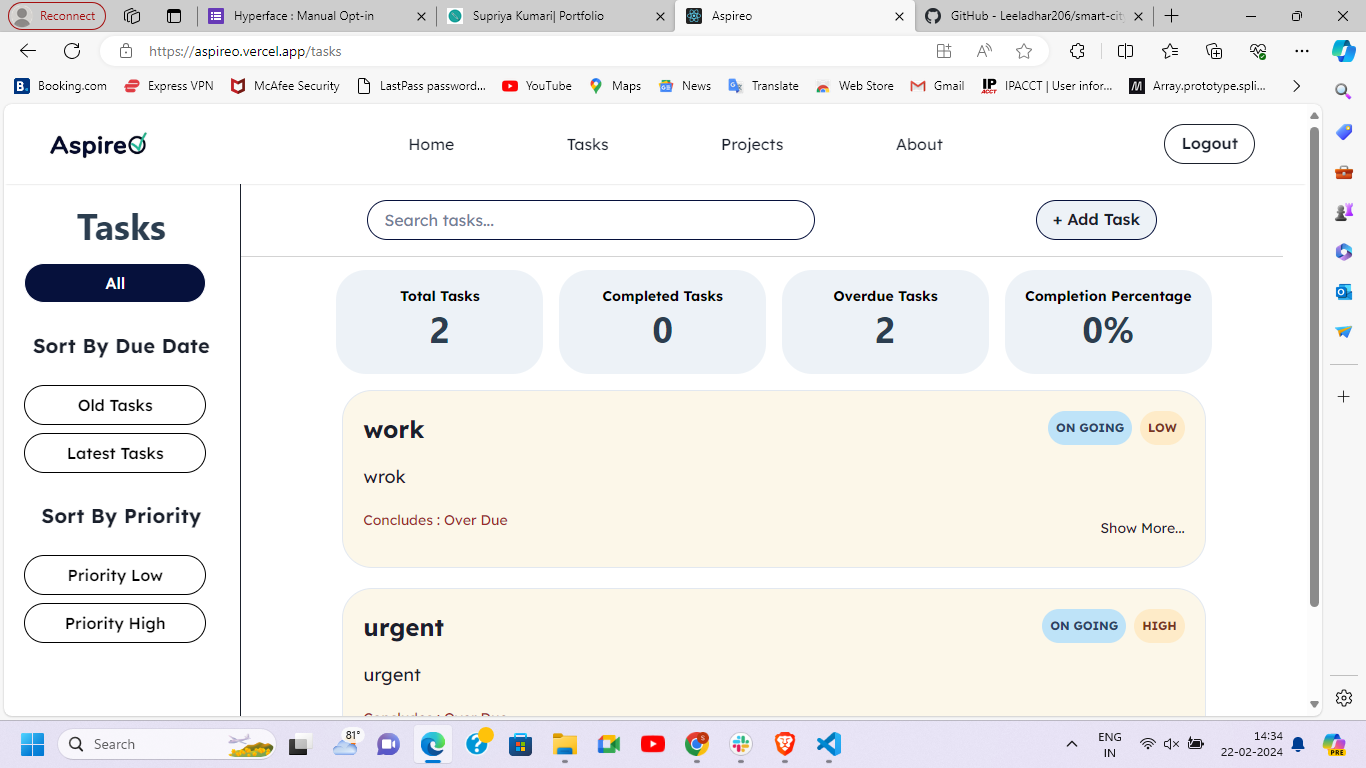 Reconnect
Hyperface : Manual Opt-in
Supriya Kumari| Portfolio
Aspireo
GitHub - Leeladhar206/smart-cit
https://aspireo.vercel.app/tasks
Booking.com
Express VPN
McAfee Security
LastPass password...
YouTube
Maps
News
Translate
Web Store
Gmail
IPACCT | User infor...
Array.prototype.spli...
Aspireo
Home
Tasks
Projects
About
Logout
Tasks
All
Sort By Due Date
Old Tasks
Latest Tasks
Sort By Priority
Priority Low
Priority High
Search tasks...
+ Add Task
Total Tasks
2
Completed Tasks
0
Overdue Tasks
2
Completion Percentage
0%
work
ON GOING
LOW
wrok
Concludes : Over Due
Show More...
urgent
ON GOING
HIGH
urgent
Concludes : Over Due
Search
81°
ENG
IN
14:34
22-02-2024
PRE